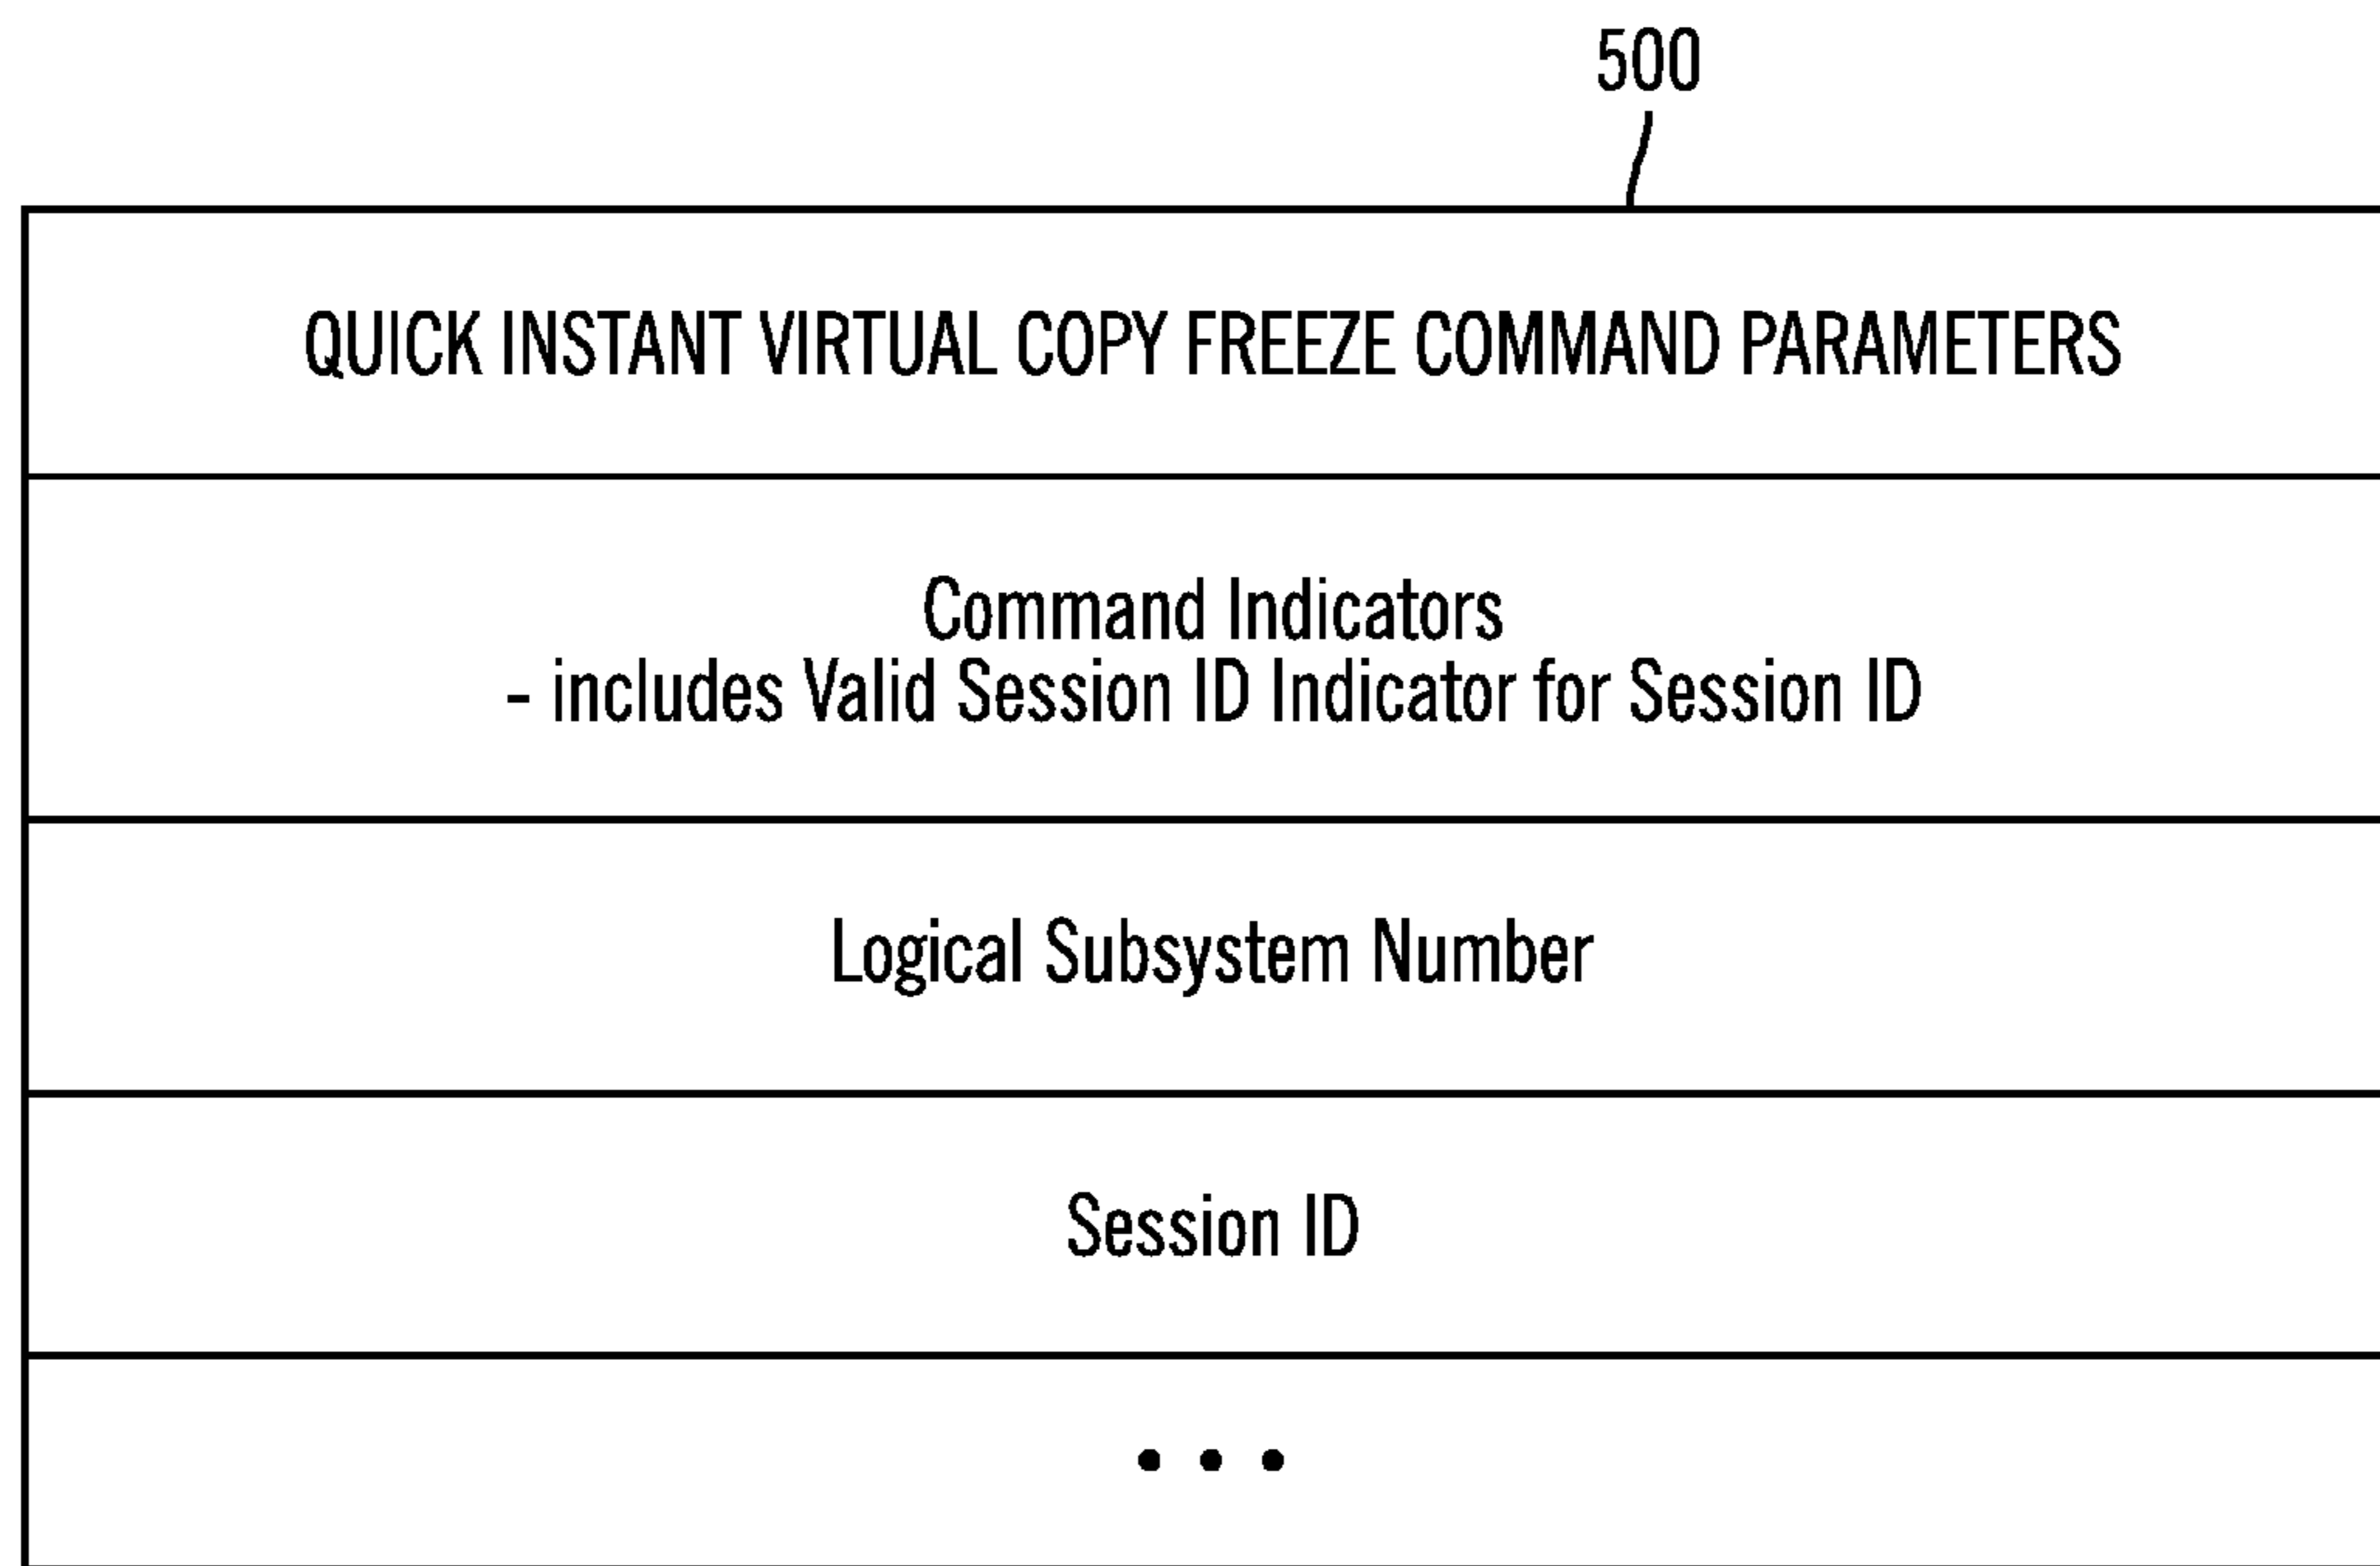 500
QUICK INSTANT VIRTUAL COPY FREEZE COMMAND PARAMETERS
Command Indicators
- includes Valid Session ID Indicator for Session ID
Logical Subsystem Number
Session ID
• • •